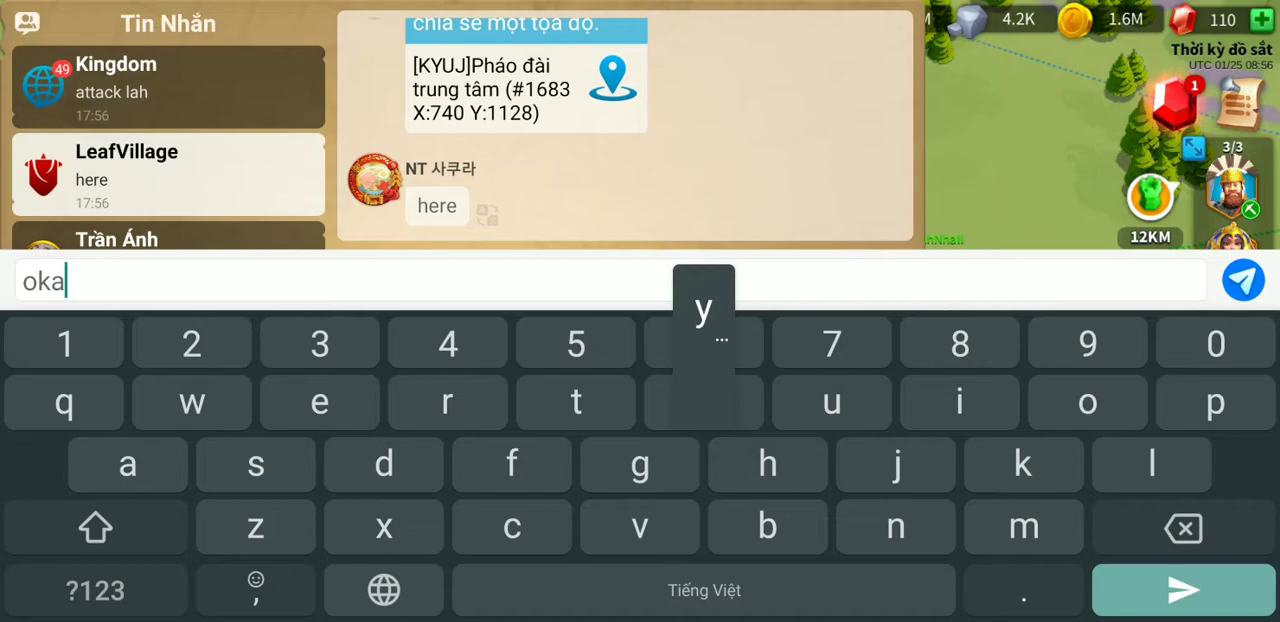 Tin Nhắn
49
Kingdom
attack lah
17:56
LeafVillage
here
17:56
Trần Ánh
chia sẻ một tọa độ.
[KYUJ]Pháo đài
trung tâm (#1683
X:740 Y:1128)
NT 사쿠라
here
4.2K
1.6M
110
Thời kỳ đồ sắt
UTC 01/25 08:56
1
3/3
12KM
oka
y
...
1 2 3 4 5 7 8 9 0
q w e r t u i o p
a s d f g h j k l
z x c v b n m
?123
,
Tiếng Việt
.